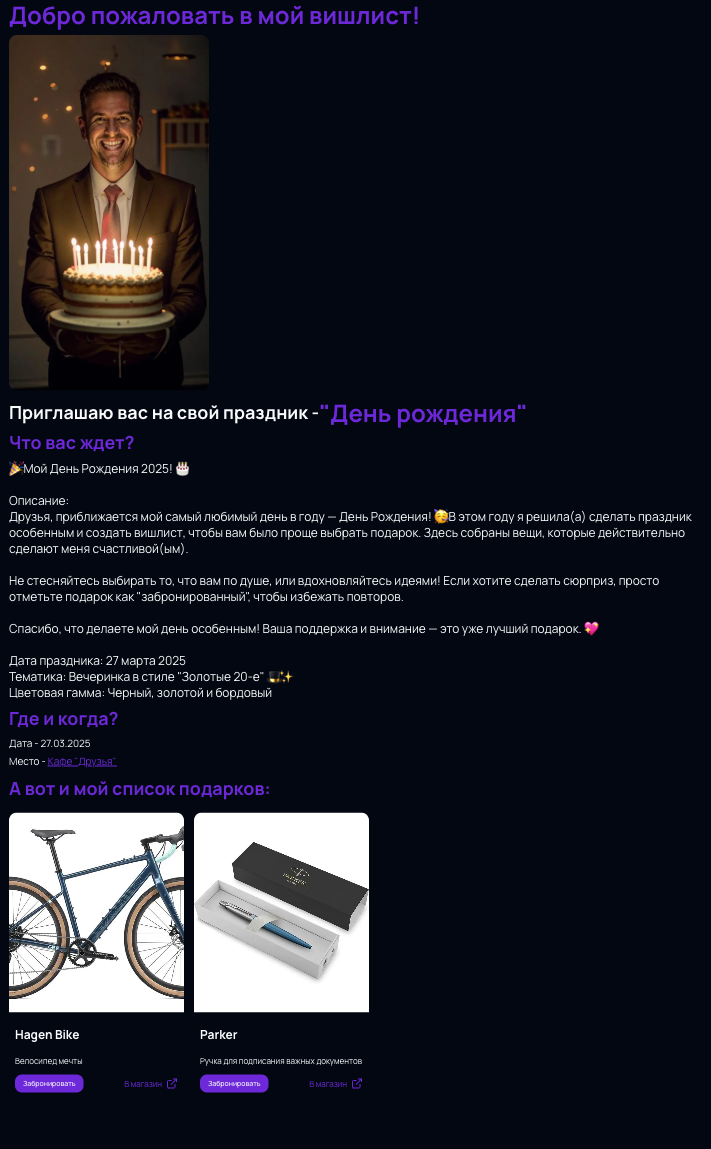 Добро пожаловать в мой вишлист!
Приглашаю вас на свой праздник -"День рождения"
Что вас ждет?
🎉Мой День Рождения 2025! 🎂
Описание:
Друзья, приближается мой самый любимый день в году — День Рождения! 🥳В этом году я решила(а) сделать праздник
особенным и создать вишлист, чтобы вам было проще выбрать подарок. Здесь собраны вещи, которые действительно
сделают меня счастливой(ым).
Не стесняйтесь выбирать то, что вам по душе, или вдохновляйтесь идеями! Если хотите сделать сюрприз, просто
отметьте подарок как "забронированный", чтобы избежать повторов.
Спасибо, что делаете мой день особенным! Ваша поддержка и внимание — это уже лучший подарок. 💖
Дата праздника: 27 марта 2025
Тематика: Вечеринка в стиле "Золотые 20-е" 🎩✨
Цветовая гамма: Черный, золотой и бордовый
Где и когда?
Дата - 27.03.2025
Место - Кафе "Друзья"
А вот и мой список подарков:
PARKER
Hagen Bike
Велосипед мечты
Забронировать
В магазин
Parker
Ручка для подписания важных документов
Забронировать
В магазин